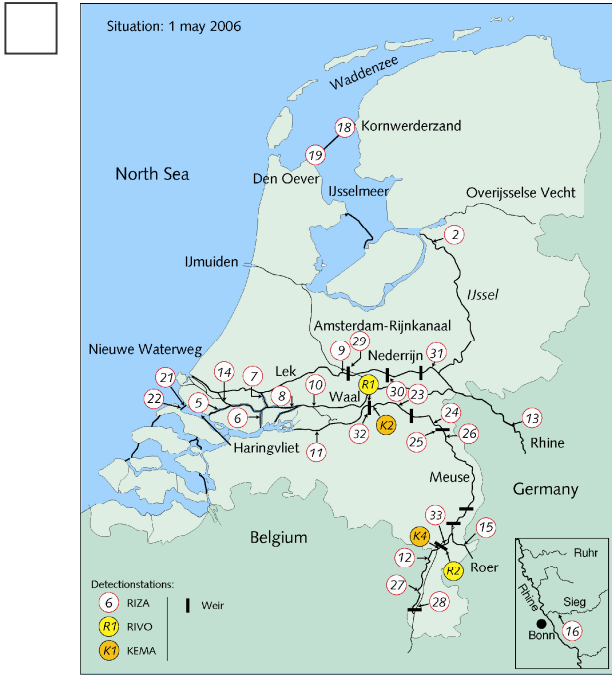 Situation: 1 may 2006
Waddenzee
18
Kornwerderzand
19
North Sea
Den Oever
IJsselmeer
Overijsselse Vecht
2
IJmuiden
IJssel
Amsterdam-Rijnkanaal
Nieuwe Waterweg
9
29
Nederrijn
31
21
14
7
Lek
22
5
6
8
10
Waal
R1
30
23
13
Rhine
Haringvliet
11
32
K2
24
25
26
Meuse
Germany
Belgium
33
15
K4
12
R2
Roer
27
28
Detectionstations:
6 RIZA
Weir
R1 RIVO
K1 KEMA
Ruhr
Rhine
Sieg
Bonn
16